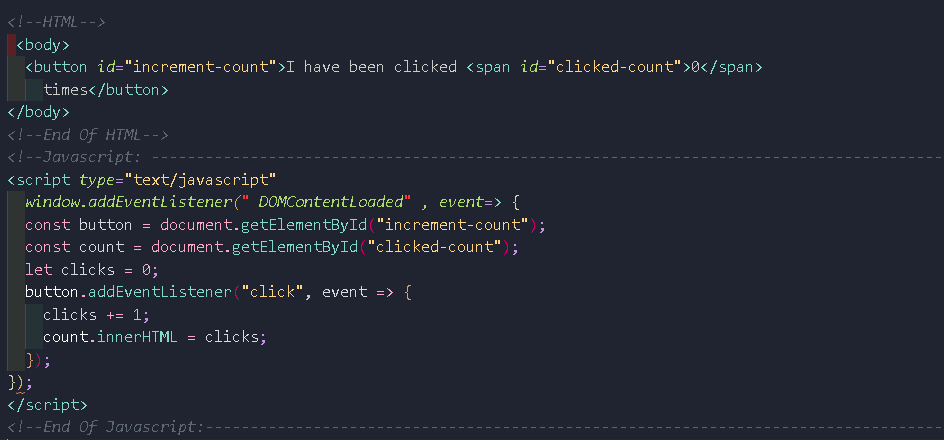 <!--HTML-->
<body>
<button id="increment-count">I have been clicked <span id="clicked-count">0</span>
times</button>
</body>
<!--End Of HTML-->
<!--Javascript: ----------------------------------------------------------------------------------------
<script type="text/javascript"
window.addEventListener(" DOMContentLoaded" , event=> {
const button = document.getElementById("increment-count");
const count = document.getElementById("clicked-count");
let clicks = 0;
button.addEventListener("click", event => {
clicks += 1;
count.innerHTML = clicks;
});
});
</script>
<!--End Of Javascript:----------------------------------------------------------------------------------